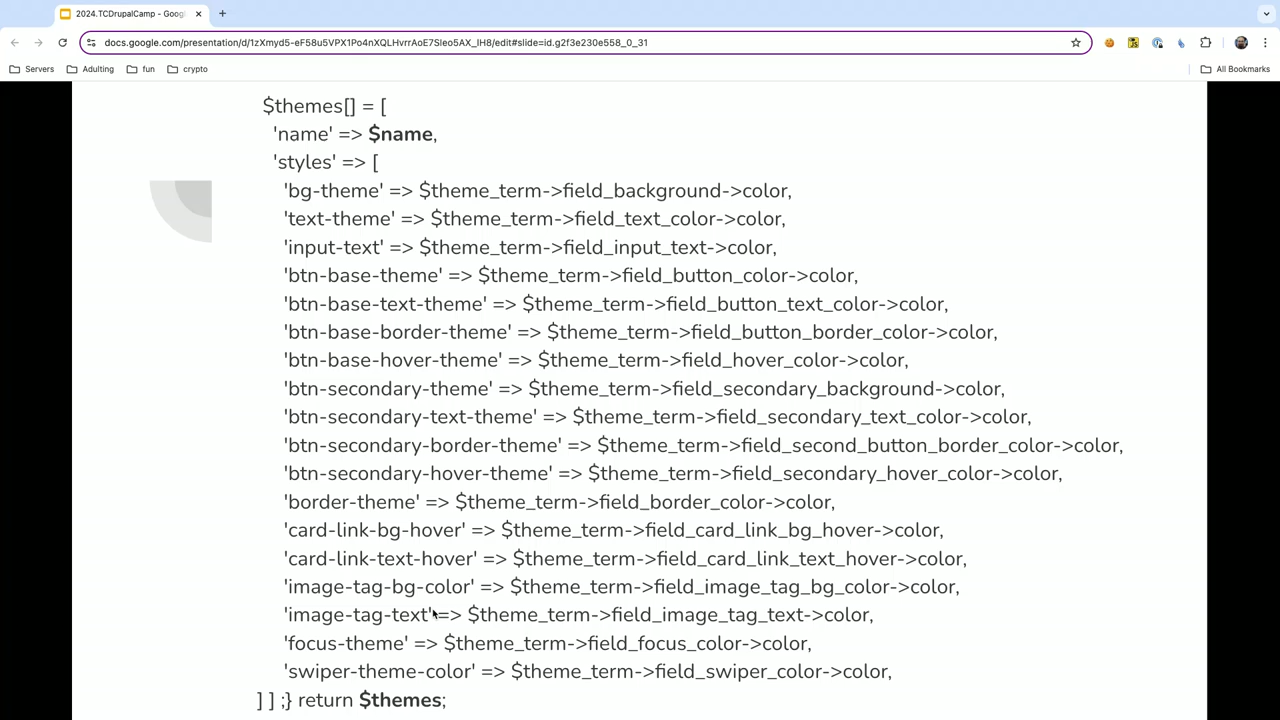 2024.TCDrupalCamp - Goog
docs.google.com/presentation/d/1zXmyd5-eF58u5VPX1Po4nXQLHvrrAoE7Sleo5AX_lH8/edit#slide=id.g2f3e230e558_0_31
Servers Adulting fun crypto All Bookmarks
$themes[] = [
'name' => $name,
'styles' => [
'bg-theme' => $theme_term->field_background->color,
'text-theme' => $theme_term->field_text_color->color,
'input-text' => $theme_term->field_input_text->color,
'btn-base-theme' => $theme_term->field_button_color->color,
'btn-base-text-theme' => $theme_term->field_button_text_color->color,
'btn-base-border-theme' => $theme_term->field_button_border_color->color,
'btn-base-hover-theme' => $theme_term->field_hover_color->color,
'btn-secondary-theme' => $theme_term->field_secondary_background->color,
'btn-secondary-text-theme' => $theme_term->field_secondary_text_color->color,
'btn-secondary-border-theme' => $theme_term->field_second_button_border_color->color,
'btn-secondary-hover-theme' => $theme_term->field_secondary_hover_color->color,
'border-theme' => $theme_term->field_border_color->color,
'card-link-bg-hover' => $theme_term->field_card_link_bg_hover->color,
'card-link-text-hover' => $theme_term->field_card_link_text_hover->color,
'image-tag-bg-color' => $theme_term->field_image_tag_bg_color->color,
'image-tag-text' => $theme_term->field_image_tag_text->color,
'focus-theme' => $theme_term->field_focus_color->color,
'swiper-theme-color' => $theme_term->field_swiper_color->color,
] ] ;} return $themes;